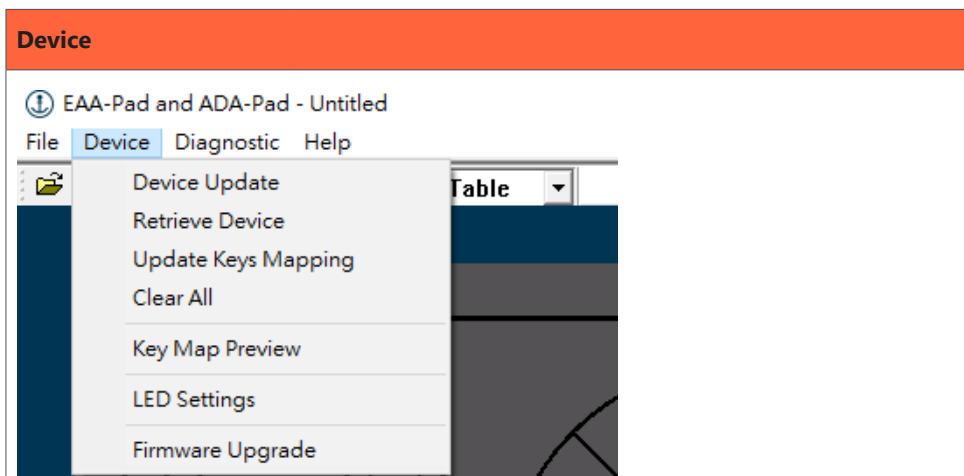 Device
EAA-Pad and ADA-Pad - Untitled
File Device Diagnostic Help
Table
Device Update
Retrieve Device
Update Keys Mapping
Clear All
Key Map Preview
LED Settings
Firmware Upgrade